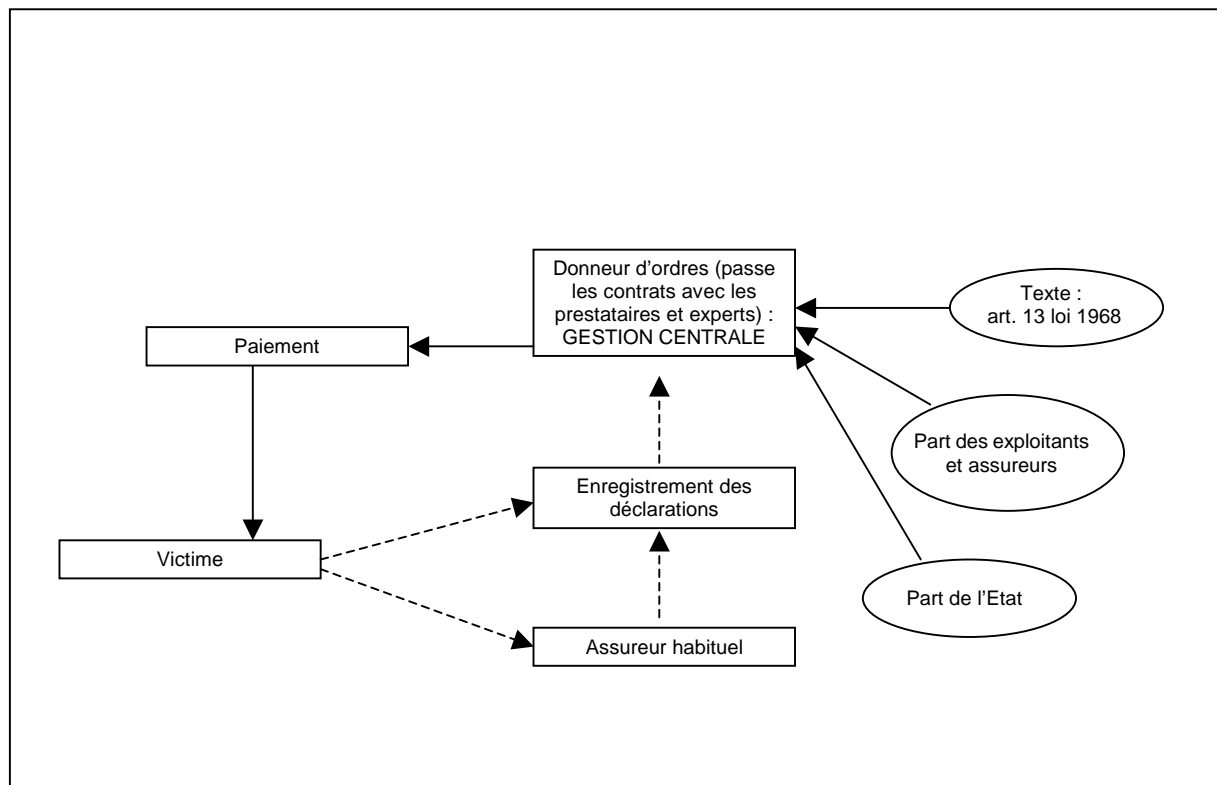 Donneur d'ordres (passe
les contrats avec les
prestataires et experts) :
GESTION CENTRALE
Texte :
art. 13 loi 1968
Paiement
Part des exploitants
et assureurs
Enregistrement des
déclarations
Victime
Part de l’Etat
Assureur habituel